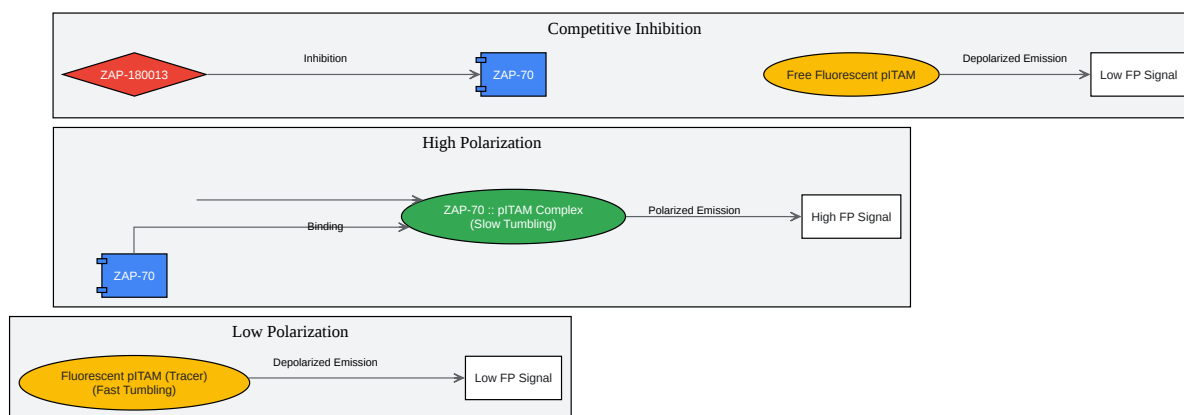 Competitive Inhibition
ZAP-180013
Inhibition
ZAP-70
Free Fluorescent pITAM
Depolarized Emission
Low FP Signal
High Polarization
ZAP-70 :: pITAM Complex
(Slow Tumbling)
Polarized Emission
High FP Signal
Binding
ZAP-70
Low Polarization
Fluorescent pITAM (Tracer)
(Fast Tumbling)
Depolarized Emission
Low FP Signal